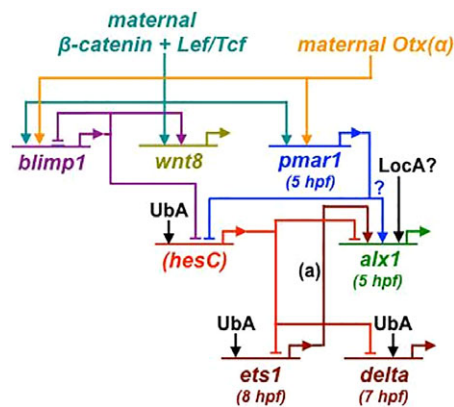 maternal
β-catenin + Lef/Tcf
maternal Otx(α)
blimp1
wnt8
pmar1
(5 hpf)
LocA?
?
UbA
(hesC)
(a)
alx1
(5 hpf)
UbA
UbA
ets1
(8 hpf)
delta
(7 hpf)